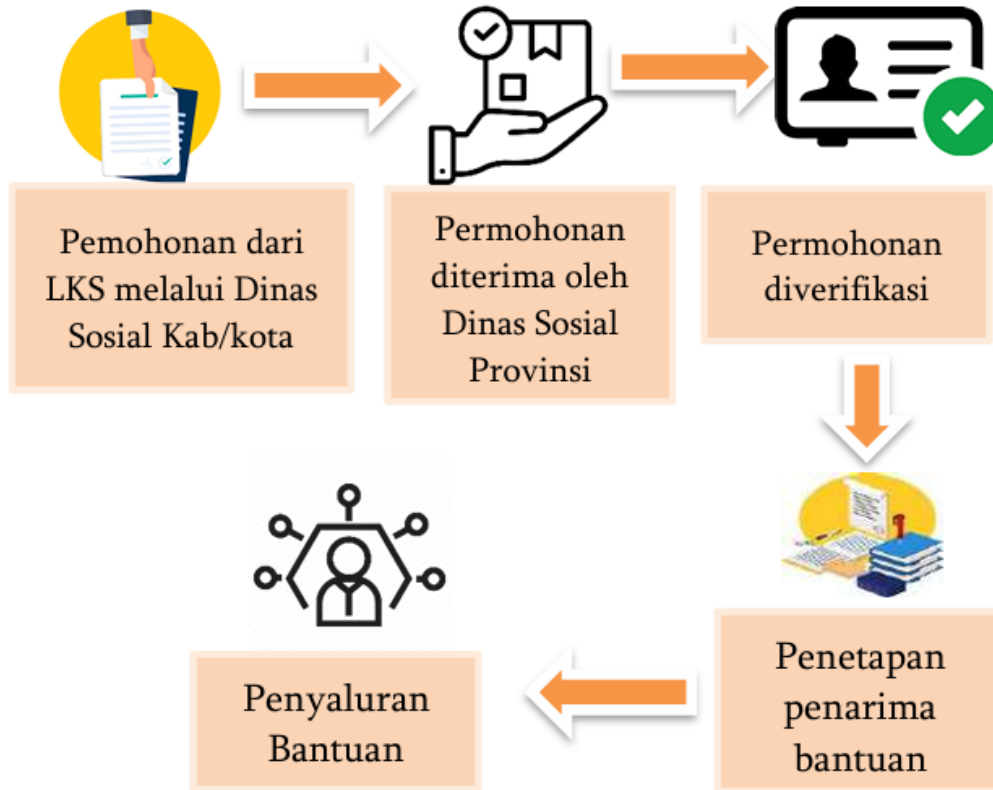 Pemohonan dari
LKS melalui Dinas
Sosial Kab/kota
Permohonan
diterima oleh
Dinas Sosial
Provinsi
Permohonan
diverifikasi
Penetapan
penarima
bantuan
Penyaluran
Bantuan